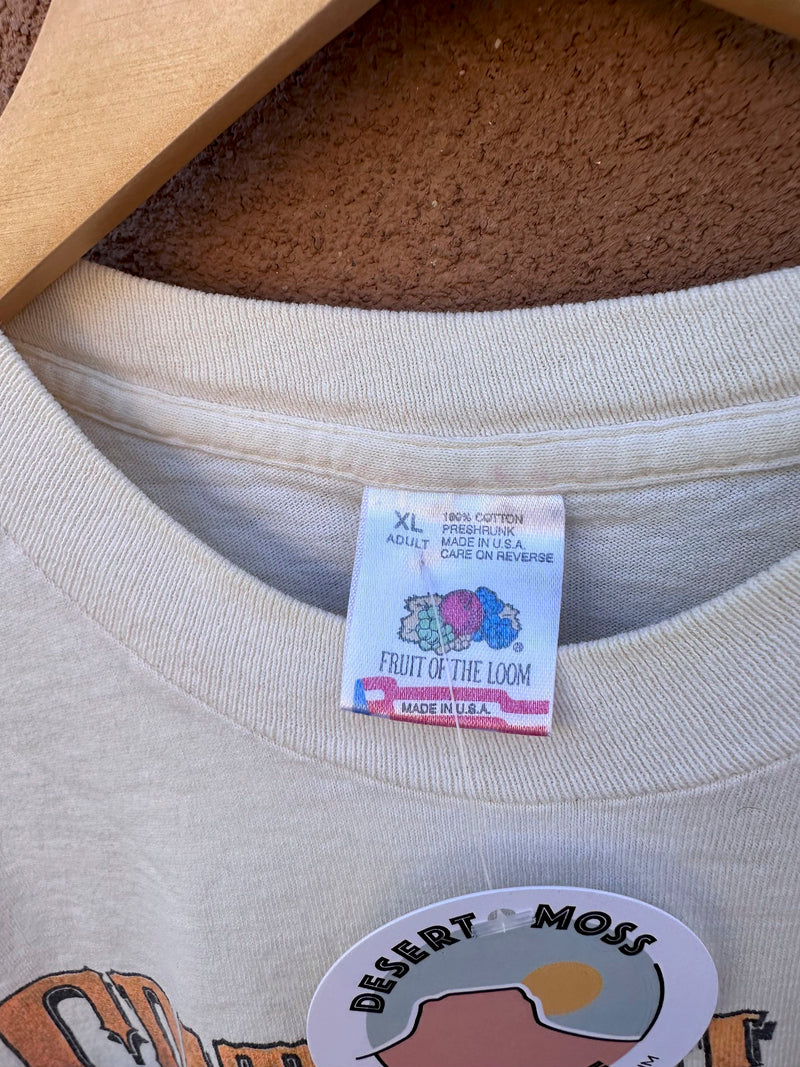 XL
ADULT
100% COTTON
PRESHRUNK
MADE IN U.S.A.
CARE ON REVERSE
®
FRUIT OF THE LOOM
MADE IN U.S.A.
DESERT MOSS